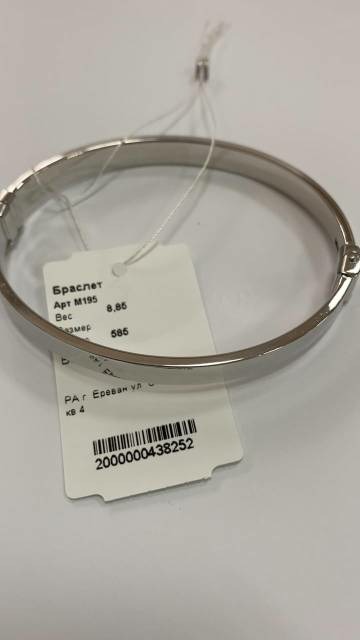 Браслет
Арт М195
Вес 8,85
Размер
585
РА г. Ереван ул
кв 4
2000000438252